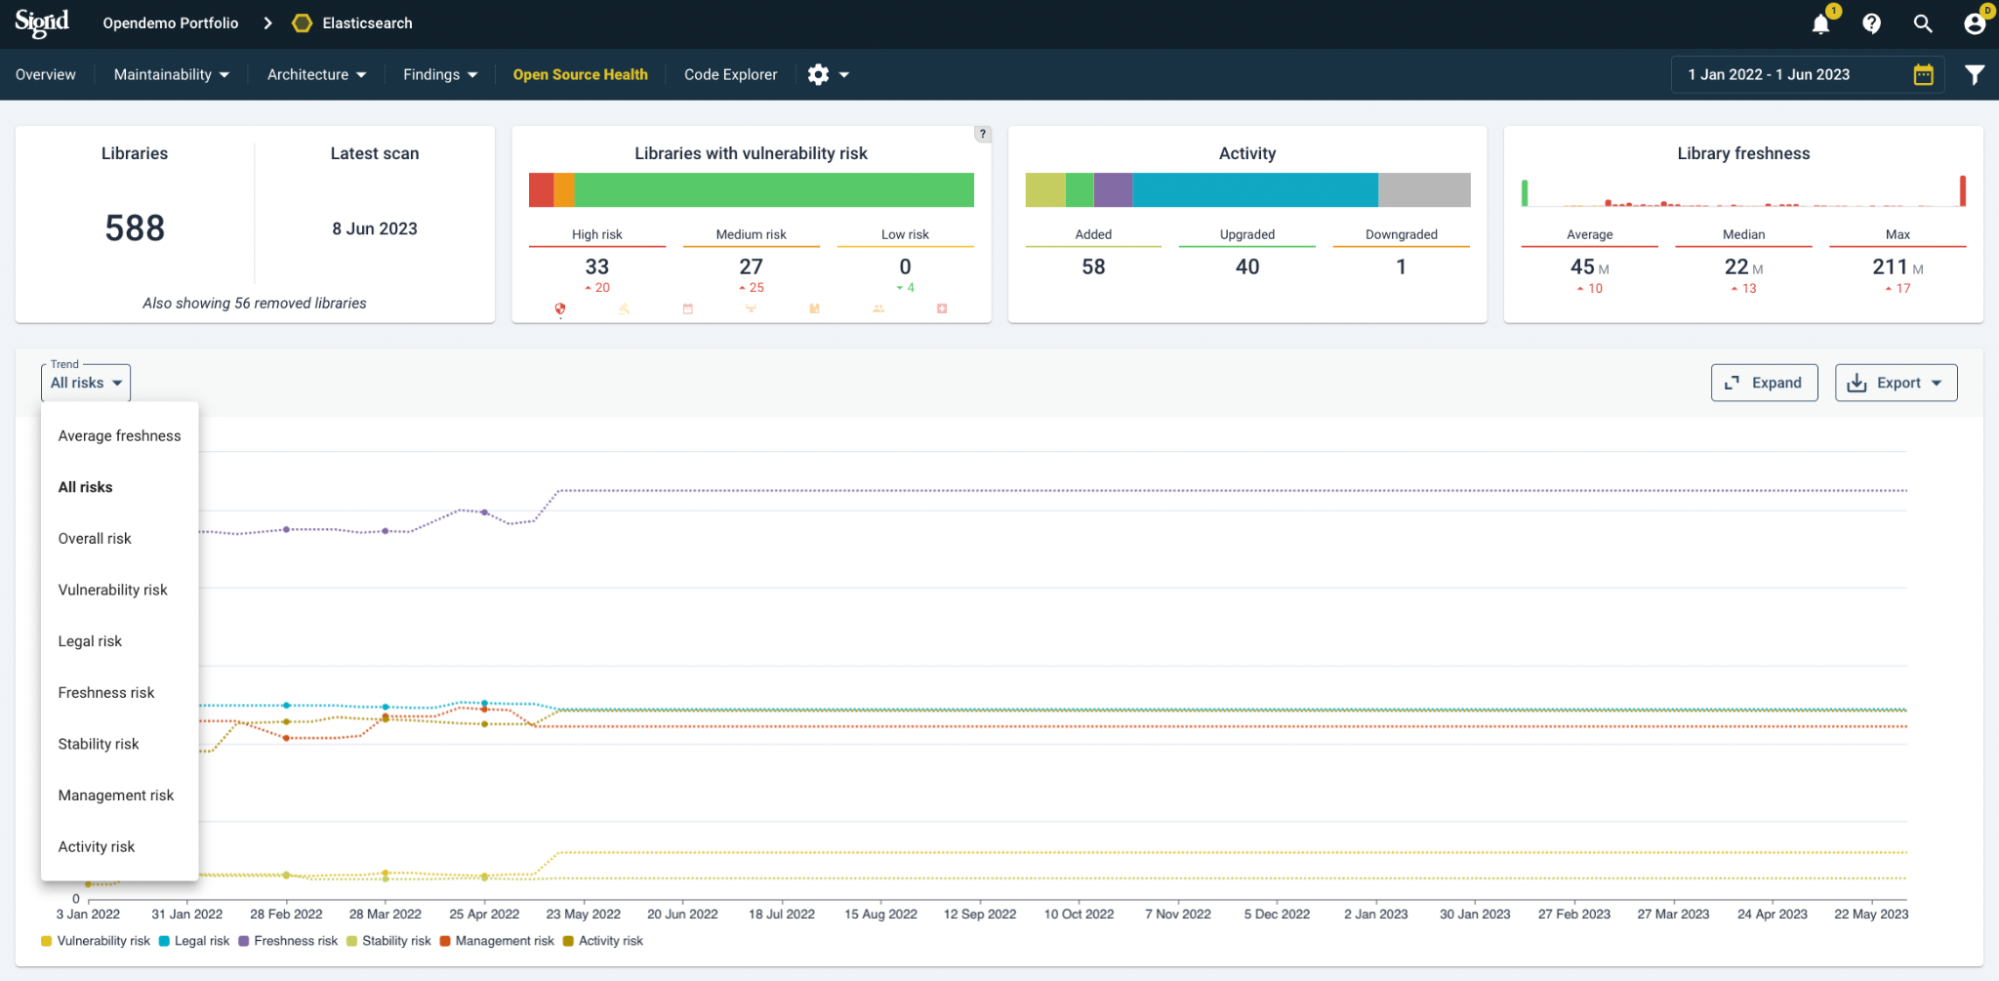 Sigrid Opendemo Portfolio Elasticsearch 1 D
Overview Maintainability Architecture Findings Open Source Health Code Explorer 1 Jan 2022 - 1 Jun 2023
Libraries
588
Latest scan
8 Jun 2023
Also showing 56 removed libraries
?
Libraries with vulnerability risk
High risk Medium risk Low risk
33 27 0
20 25 4
Activity
Added Upgraded Downgraded
58 40 1
Library freshness
Average Median Max
45 M 22 M 211 M
10 13 17
Trend
All risks
Expand Export
Average freshness
All risks
Overall risk
Vulnerability risk
Legal risk
Freshness risk
Stability risk
Management risk
Activity risk
0
3 Jan 2022 31 Jan 2022 28 Feb 2022 28 Mar 2022 25 Apr 2022 23 May 2022 20 Jun 2022 18 Jul 2022 15 Aug 2022 12 Sep 2022 10 Oct 2022 7 Nov 2022 5 Dec 2022 2 Jan 2023 30 Jan 2023 27 Feb 2023 27 Mar 2023 24 Apr 2023 22 May 2023
Vulnerability risk Legal risk Freshness risk Stability risk Management risk Activity risk